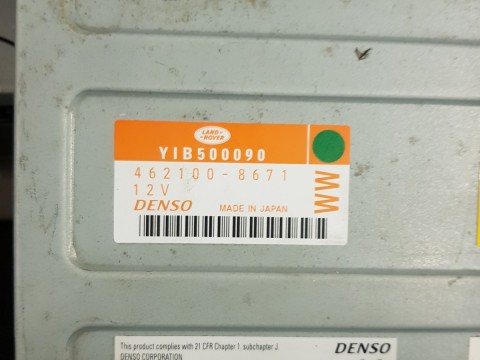 LAND-
ROVER
YIB500090
462100-8671
12V
DENSO MADE IN JAPAN
WW
This product complies with 21 CFR Chapter 1. subchapter J.
DENSO
DENSO CORPORATION